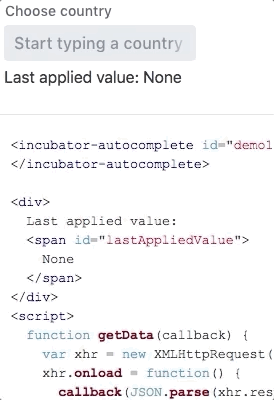 Choose country
Start typing a country
Last applied value: None
<incubator-autocomplete id="demo1
</incubator-autocomplete>
<div>
Last applied value:
<span id="lastAppliedValue">
None
</span>
</div>
<script>
function getData(callback) {
var xhr = new XMLHttpRequest(
xhr.onload = function() {
callback(JSON.parse(xhr.res